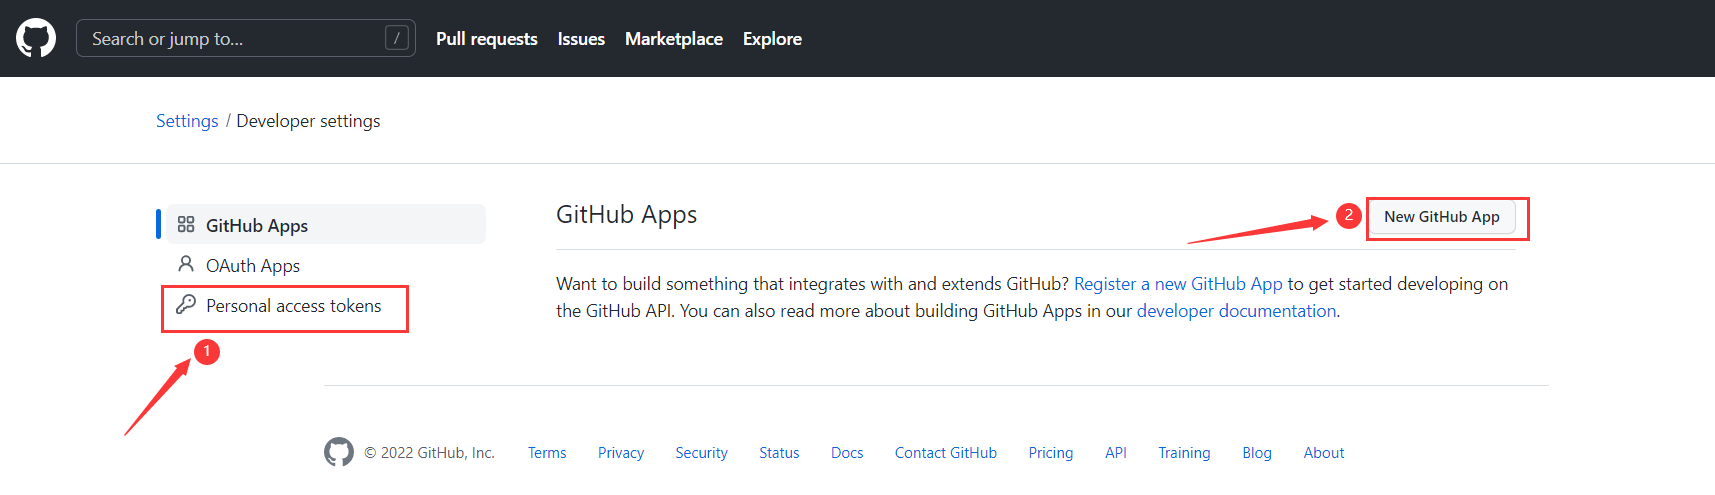 Search or jump to... / Pull requests Issues Marketplace Explore
Settings / Developer settings
GitHub Apps
OAuth Apps
Personal access tokens
1
GitHub Apps
2 New GitHub App
Want to build something that integrates with and extends GitHub? Register a new GitHub App to get started developing on
the GitHub API. You can also read more about building GitHub Apps in our developer documentation.
© 2022 GitHub, Inc. Terms Privacy Security Status Docs Contact GitHub Pricing API Training Blog About